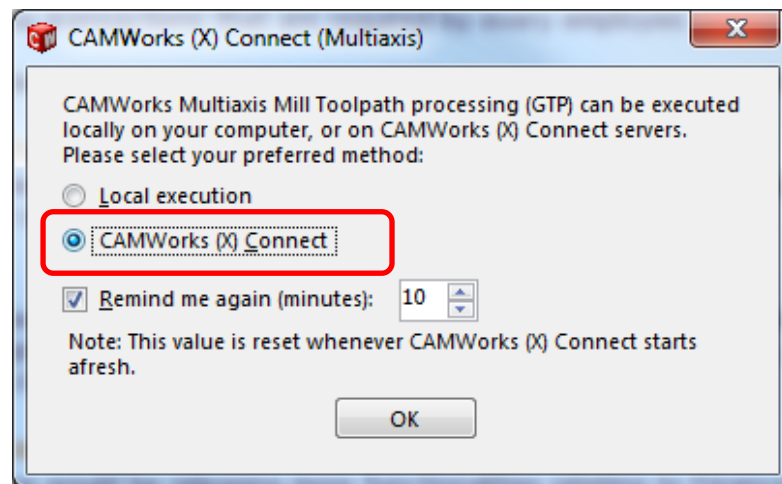 CAMWorks (X) Connect (Multiaxis)
CAMWorks Multiaxis Mill Toolpath processing (GTP) can be executed
locally on your computer, or on CAMWorks (X) Connect servers.
Please select your preferred method:
Local execution
CAMWorks (X) Connect
Remind me again (minutes): 10
Note: This value is reset whenever CAMWorks (X) Connect starts
afresh.
OK